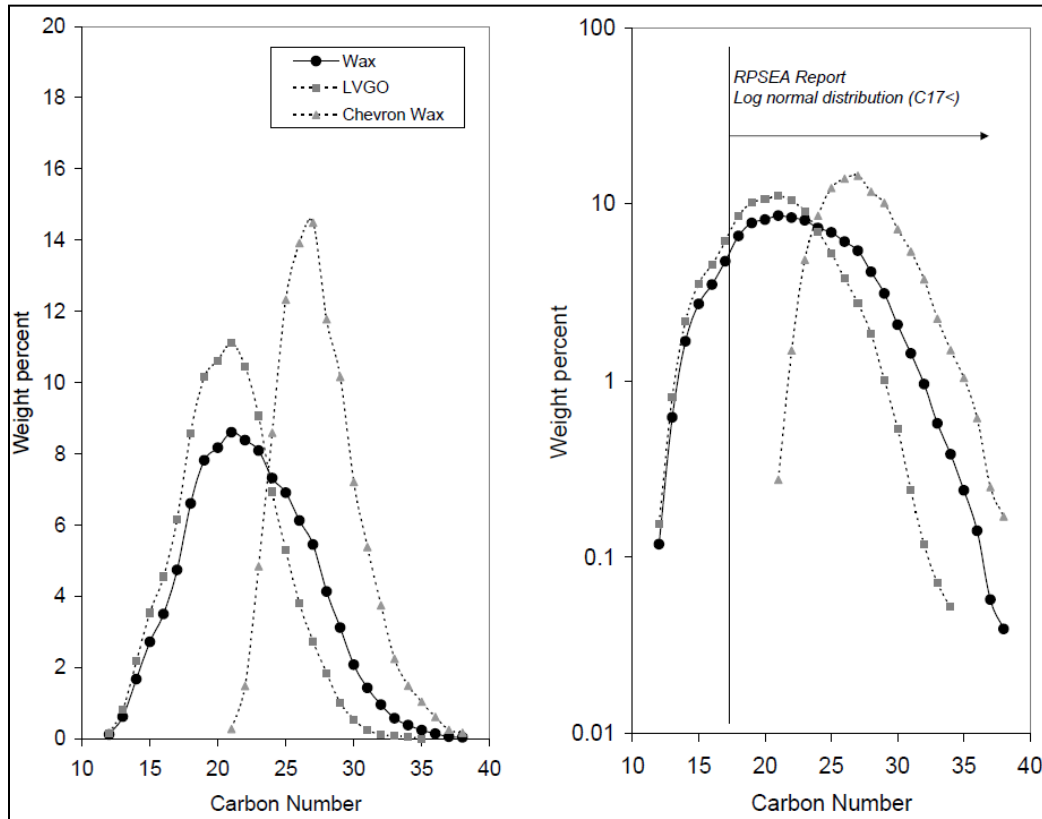 20
18
16
14
12
10
8
6
4
2
0
Weight percent
Wax
LVGO
Chevron Wax
10 15 20 25 30 35 40
Carbon Number
100
10
1
0.1
0.01
Weight percent
RPSEA Report
Log normal distribution (C17<)
10 15 20 25 30 35 40
Carbon Number